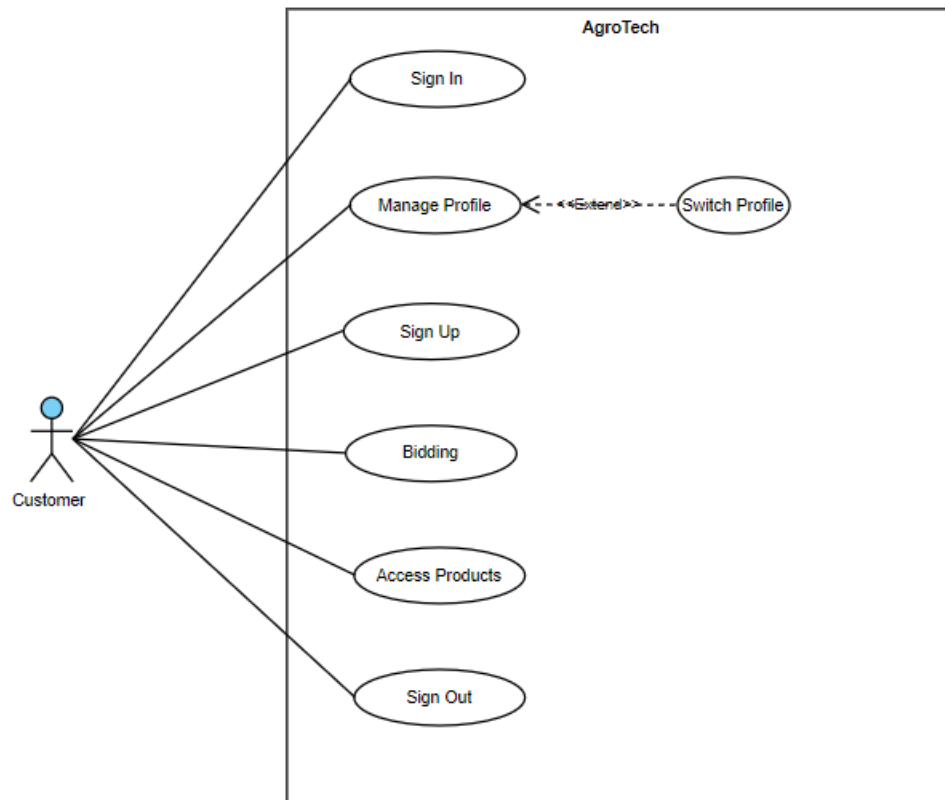 AgroTech
Sign In
Manage Profile
<<Extend>>
Switch Profile
Sign Up
Bidding
Customer
Access Products
Sign Out